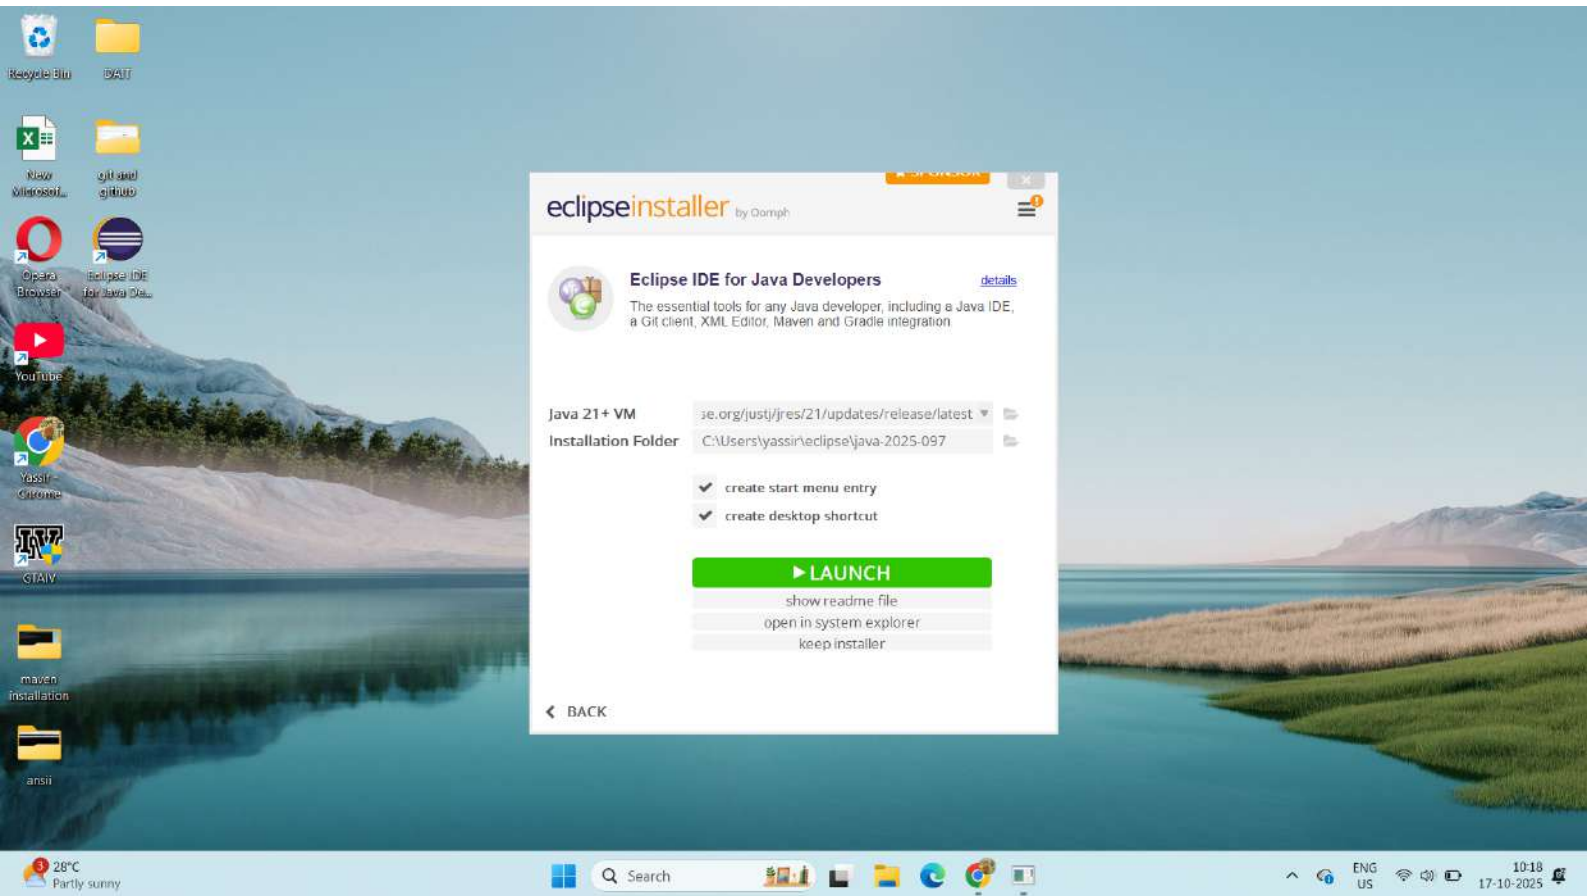 Recycle Bin
DAIT
New
Microsof...
git and
github
Opera
Browser
Eclipse IDE
for Java De...
YouTube
Yassir -
Chrome
GTAIV
maven
installation
ansii
SPONSOR
eclipseinstaller by Oomph
Eclipse IDE for Java Developers
details
The essential tools for any Java developer, including a Java IDE,
a Git client, XML Editor, Maven and Gradle integration
Java 21+ VM
se.org/justj/jres/21/updates/release/latest
Installation Folder
C:\Users\yassir\eclipse\java-2025-097
create start menu entry
create desktop shortcut
LAUNCH
show readme file
open in system explorer
keep installer
BACK
3
28°C
Partly sunny
Search
ENG
US
10:18
17-10-2025